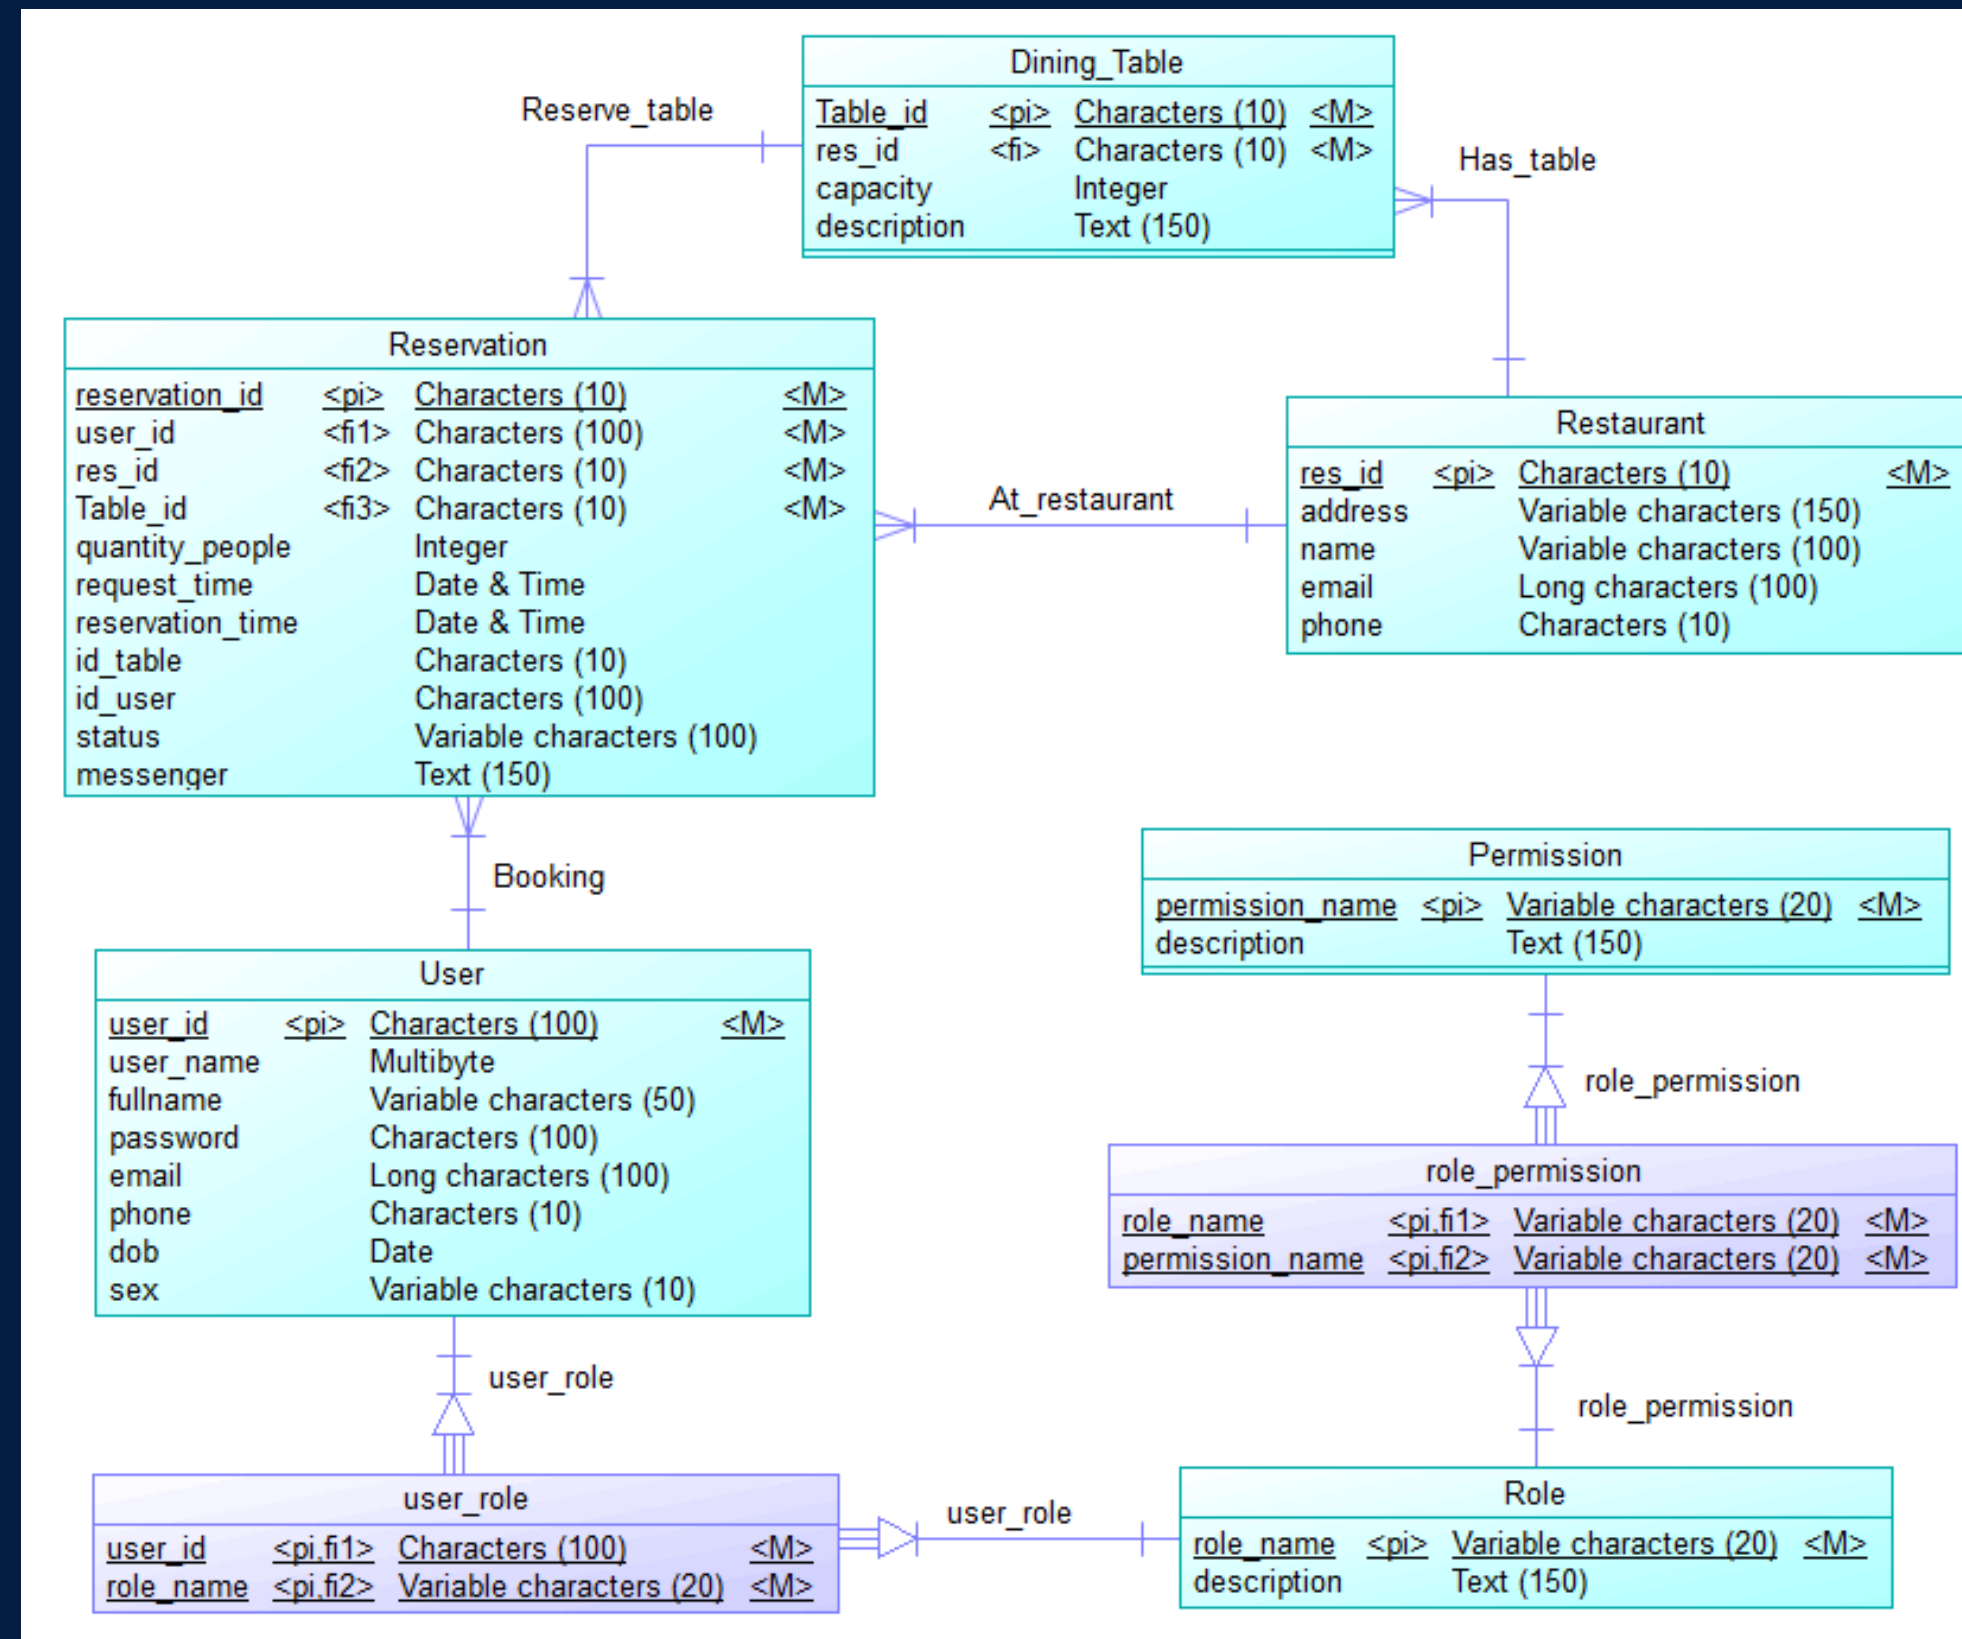 Dining_Table
Table_id <pi> Characters (10) <M>
res_id <fi> Characters (10) <M>
capacity Integer
description Text (150)
Reserve_table
Has_table
Reservation
reservation_id <pi> Characters (10) <M>
user_id <fi1> Characters (100) <M>
res_id <fi2> Characters (10) <M>
Table_id <fi3> Characters (10) <M>
quantity_people Integer
request_time Date & Time
reservation_time Date & Time
id_table Characters (10)
id_user Characters (100)
status Variable characters (100)
messenger Text (150)
At_restaurant
Restaurant
res_id <pi> Characters (10) <M>
address Variable characters (150)
name Variable characters (100)
email Long characters (100)
phone Characters (10)
Booking
Permission
permission_name <pi> Variable characters (20) <M>
description Text (150)
User
user_id <pi> Characters (100) <M>
user_name Multibyte
fullname Variable characters (50)
password Characters (100)
email Long characters (100)
phone Characters (10)
dob Date
sex Variable characters (10)
role_permission
role_permission
role_name <pi,fi1> Variable characters (20) <M>
permission_name <pi,fi2> Variable characters (20) <M>
role_permission
user_role
user_role
user_id <pi,fi1> Characters (100) <M>
role_name <pi,fi2> Variable characters (20) <M>
user_role
Role
role_name <pi> Variable characters (20) <M>
description Text (150)